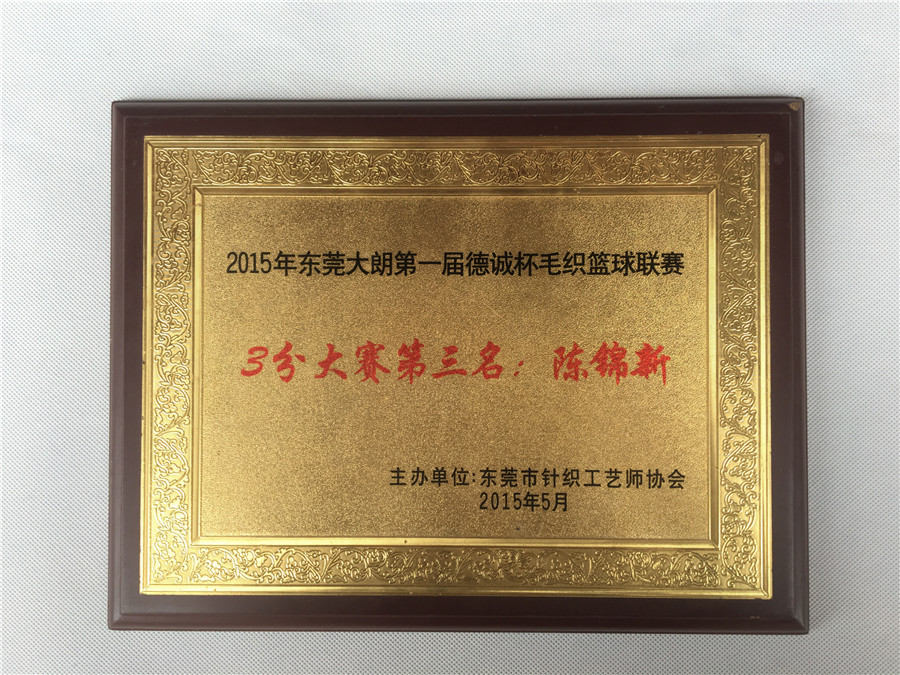 2015年东莞大朗第一届德诚杯毛织篮球联赛
3分大赛第三名：陈锦新
主办单位:东莞市针织工艺师协会
2015年5月